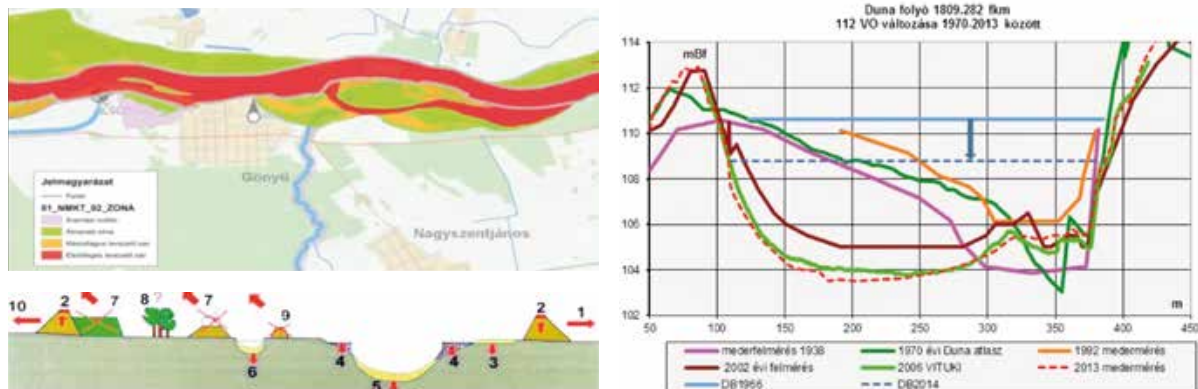 Gönyű
Nagyszentjános
Jelmagyarázat
01_NMKT_02_ZONA
10
2
7
8
?
7
9
2
1
6
4
5
4
3
Duna folyó 1809.282 fkm
112 VO változása 1970-2013 között
mBf
114
112
110
108
106
104
102
50
100
150
200
250
300
350
400
450
m
mederfelmérés 1938
1970 évi Duna atlasz
1992 medermérés
2002 évi felmérés
2006 VITUKI
2013 medermérés
DB2014